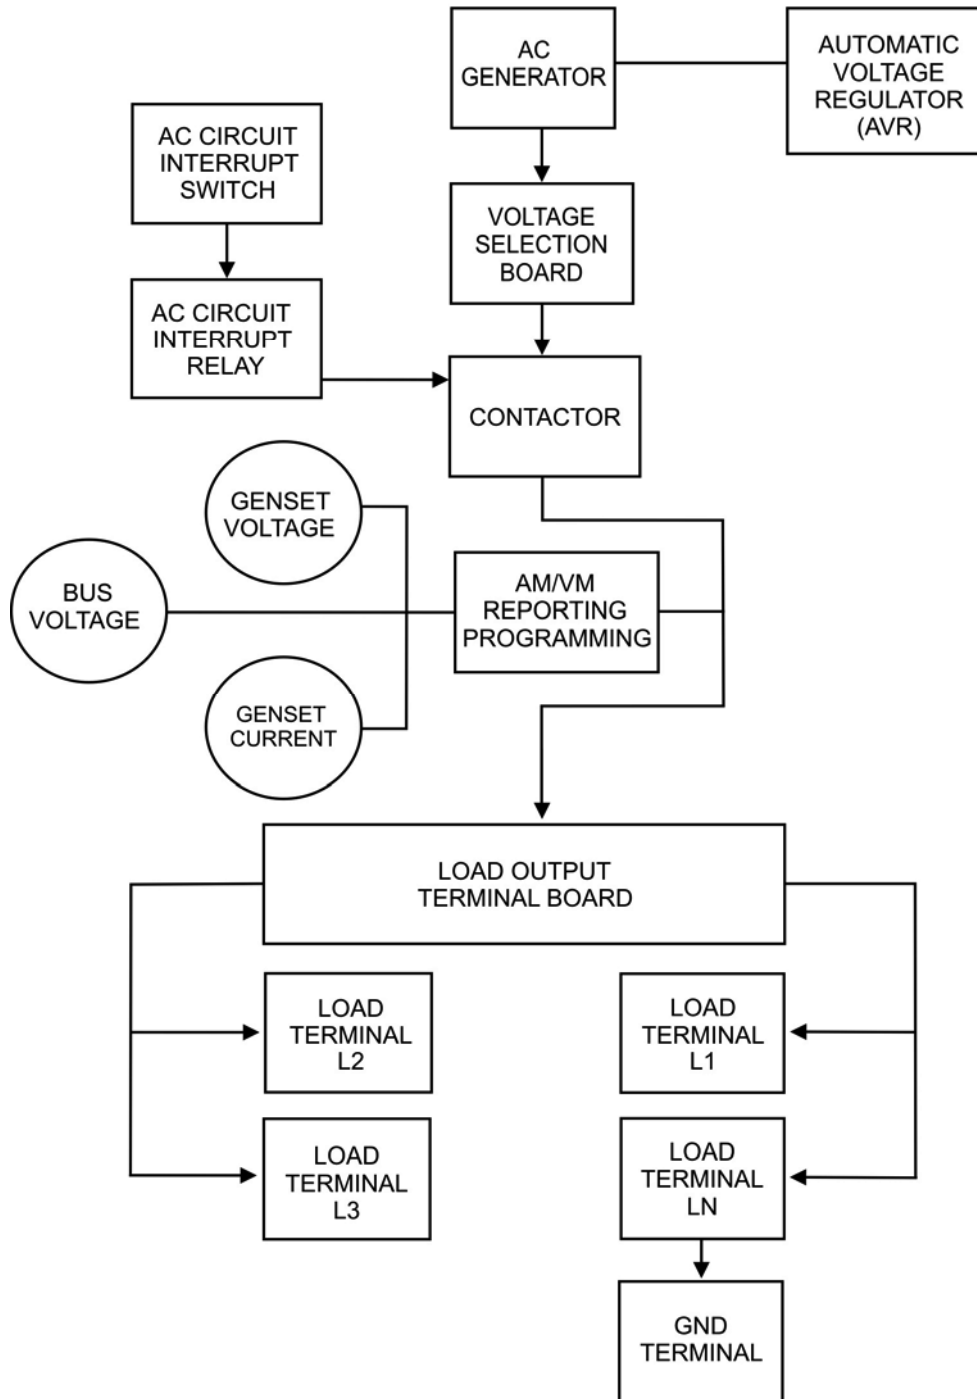 AC
GENERATOR
AUTOMATIC
VOLTAGE
REGULATOR
(AVR)
AC CIRCUIT
INTERRUPT
SWITCH
VOLTAGE
SELECTION
BOARD
AC CIRCUIT
INTERRUPT
RELAY
CONTACTOR
GENSET
VOLTAGE
BUS
VOLTAGE
AM/VM
REPORTING
PROGRAMMING
GENSET
CURRENT
LOAD OUTPUT
TERMINAL BOARD
LOAD
TERMINAL
L2
LOAD
TERMINAL
L1
LOAD
TERMINAL
L3
LOAD
TERMINAL
LN
GND
TERMINAL